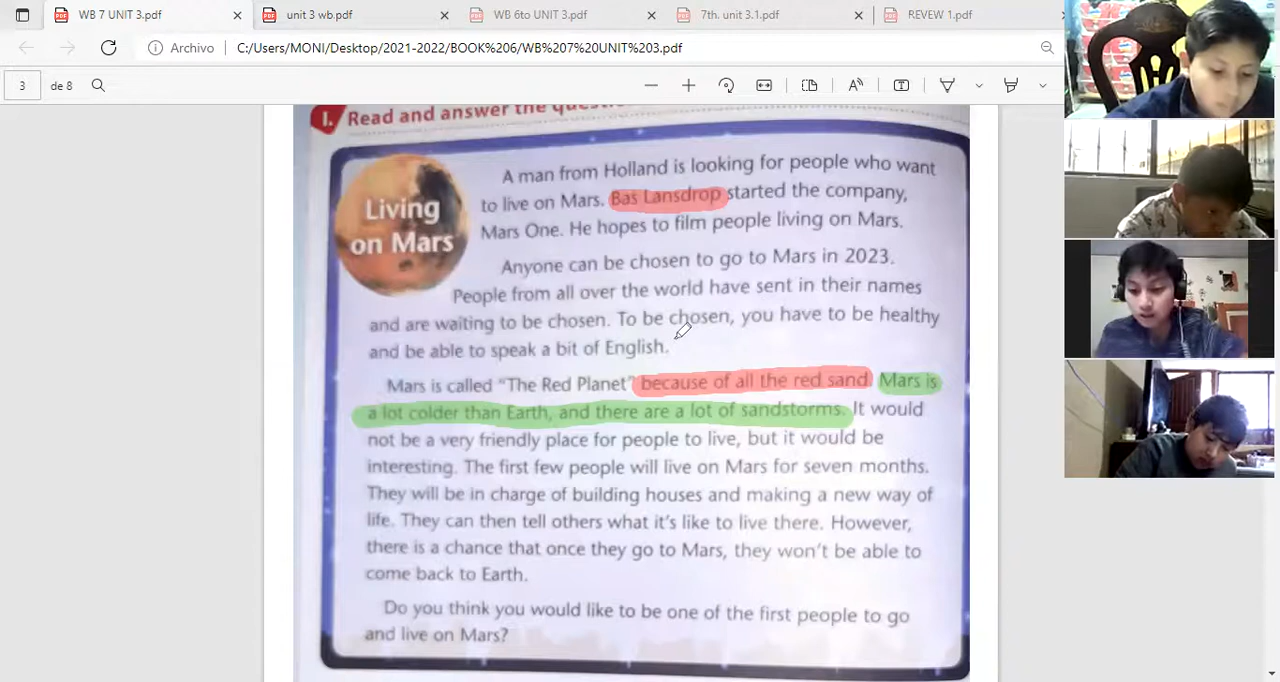 WB 7 UNIT 3.pdf
unit 3 wb.pdf
WB 6to UNIT 3.pdf
7th. unit 3.1.pdf
REVIEW 1.pdf
Archivo
C:/Users/MONI/Desktop/2021-2022/BOOK%206/WB%207%20UNIT%203.pdf
3 de 8
I. Read and answer the
Living
on Mars
A man from Holland is looking for people who want
to live on Mars. Bas Lansdrop started the company,
Mars One. He hopes to film people living on Mars.
Anyone can be chosen to go to Mars in 2023.
People from all over the world have sent in their names
and are waiting to be chosen. To be chosen, you have to be healthy
and be able to speak a bit of English.
Mars is called “The Red Planet” because of all the red sand Mars is
a lot colder than Earth, and there are a lot of sandstorms. It would
not be a very friendly place for people to live, but it would be
interesting. The first few people will live on Mars for seven months.
They will be in charge of building houses and making a new way of
life. They can then tell others what it’s like to live there. However,
there is a chance that once they go to Mars, they won’t be able to
come back to Earth.
Do you think you would like to be one of the first people to go
and live on Mars?